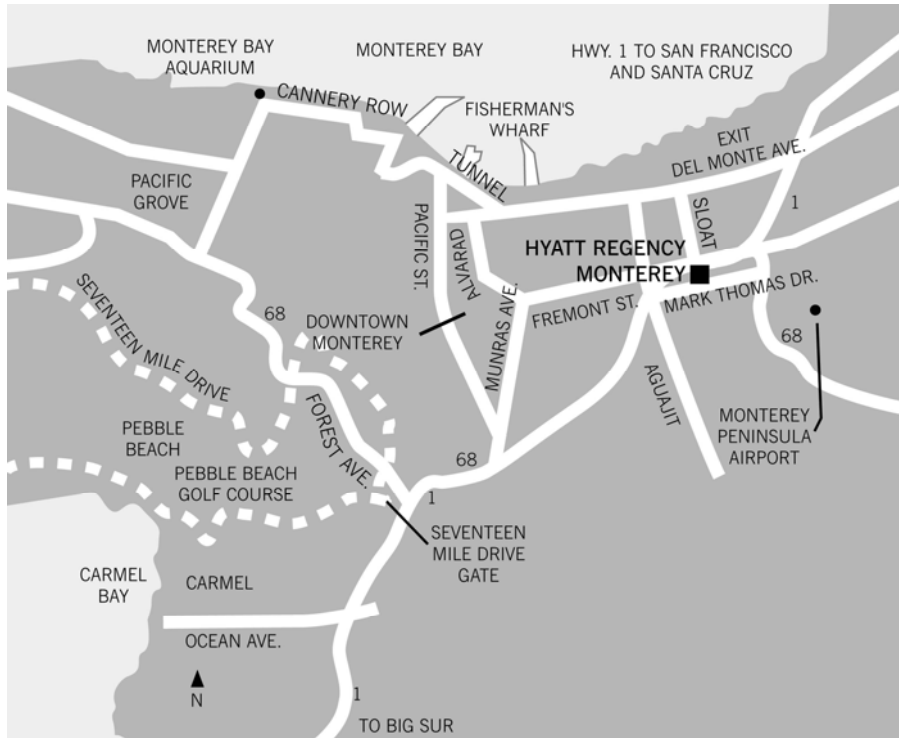 MONTEREY BAY
AQUARIUM
MONTEREY BAY
HWY. 1 TO SAN FRANCISCO
AND SANTA CRUZ
CANNERY ROW
FISHERMAN'S
WHARF
EXIT
DEL MONTE AVE.
TUNNEL
PACIFIC
GROVE
PACIFIC ST.
ALVARAD
SLOAT
1
HYATT REGENCY
MONTEREY
SEVENTEEN MILE DRIVE
68
DOWNTOWN
MONTEREY
MUNRAS AVE.
FREMONT ST.
MARK THOMAS DR.
68
AGUAJIT
MONTEREY
PENINSULA
AIRPORT
FOREST AVE.
PEBBLE
BEACH
PEBBLE BEACH
GOLF COURSE
68
1
SEVENTEEN
MILE DRIVE
GATE
CARMEL
BAY
CARMEL
OCEAN AVE.
N
1
TO BIG SUR